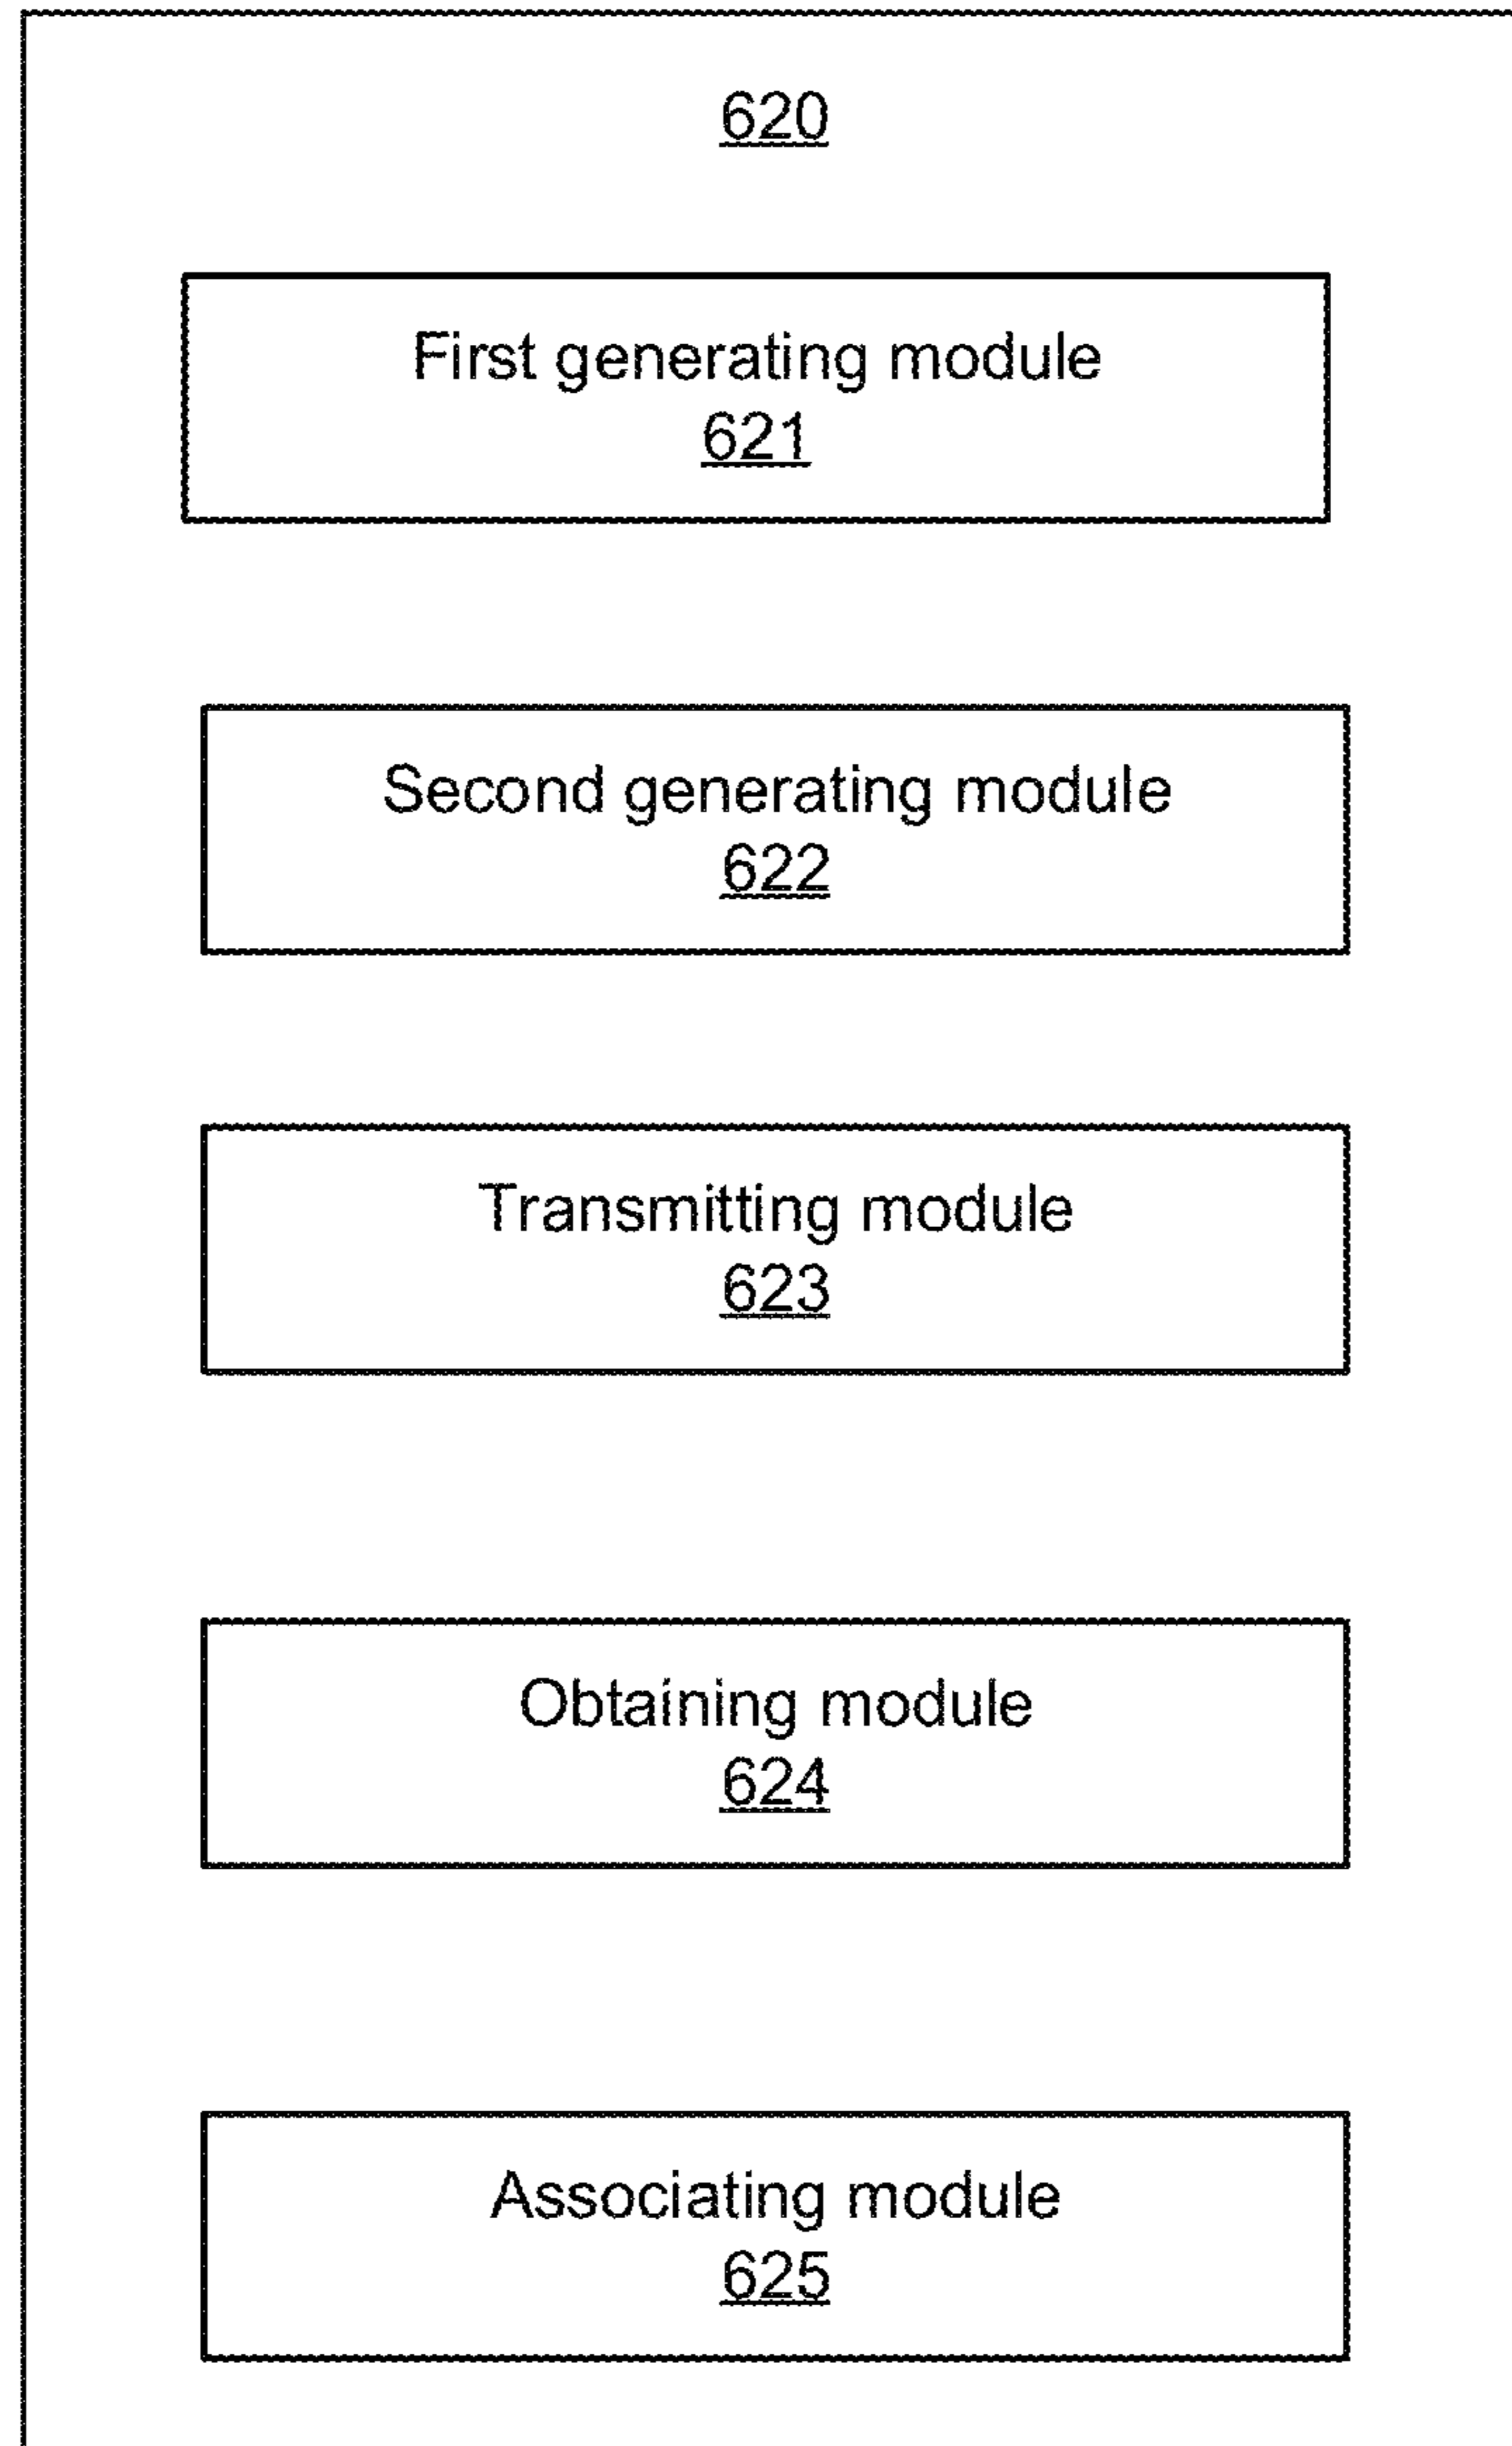 620
First generating module
621
Second generating module
622
Transmitting module
623
Obtaining module
624
Associating module
625